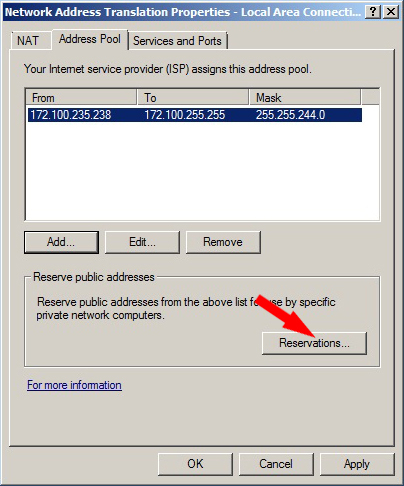 Network Address Translation Properties - Local Area Connecti...
NAT Address Pool Services and Ports
Your Internet service provider (ISP) assigns this address pool.
From To Mask
172.100.235.238 172.100.255.255 255.255.244.0
Add... Edit... Remove
Reserve public addresses
Reserve public addresses from the above list use by specific
private network computers.
Reservations...
For more information
OK Cancel Apply